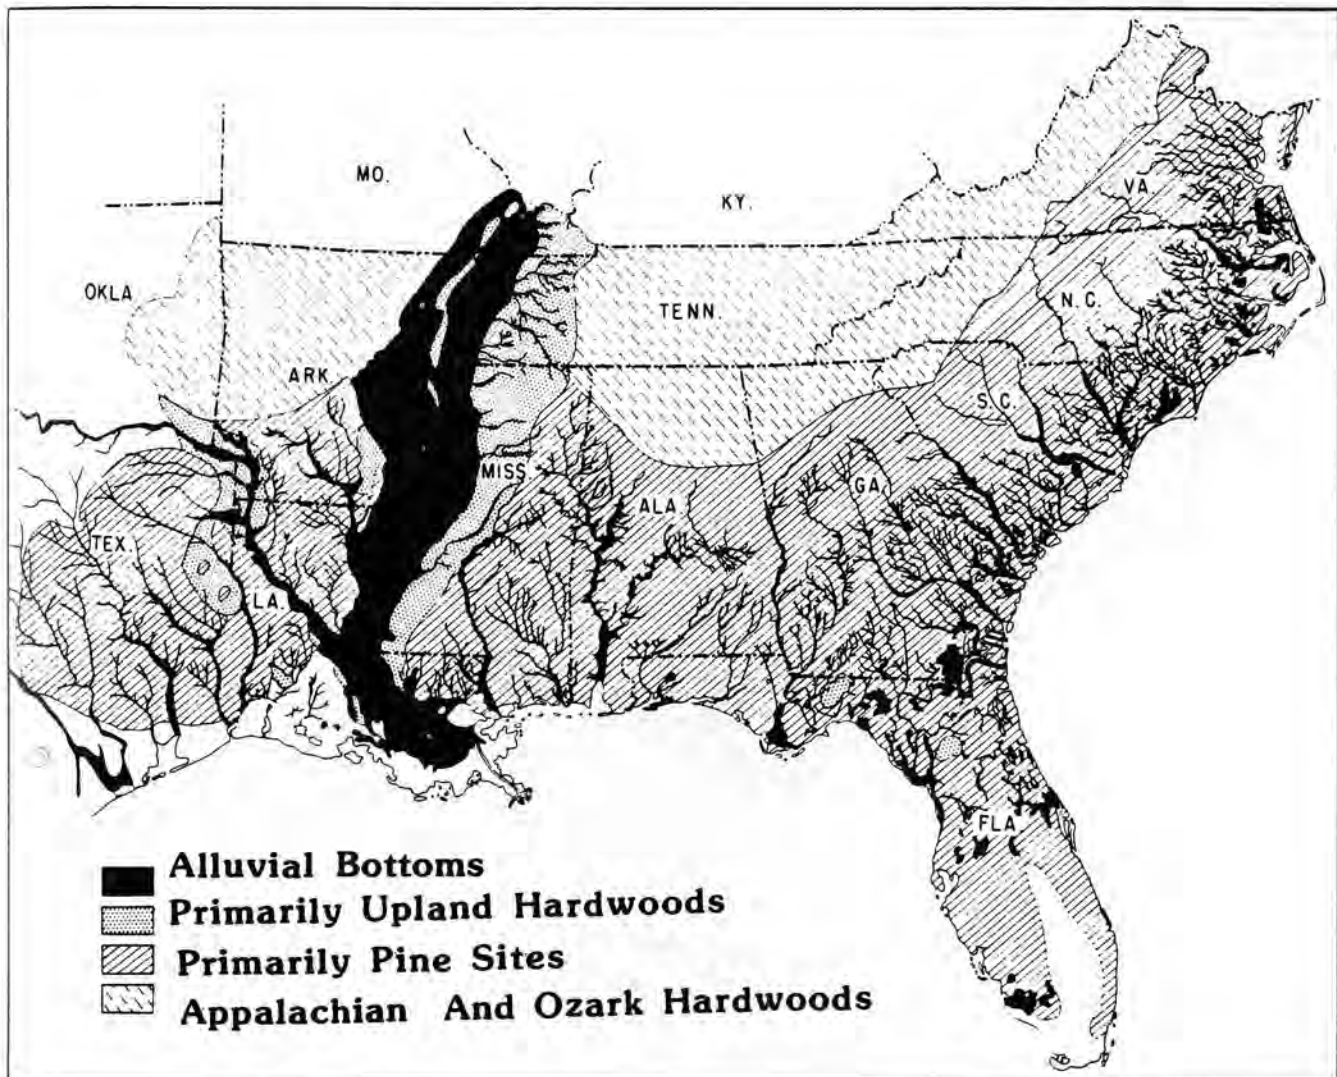 MO.
KY.
VA
OKLA
TENN.
N.C.
ARK.
S.C.
MISS
GA.
ALA
TEX.
LA.
FLA
Alluvial Bottoms
Primarily Upland Hardwoods
Primarily Pine Sites
Appalachian And Ozark Hardwoods